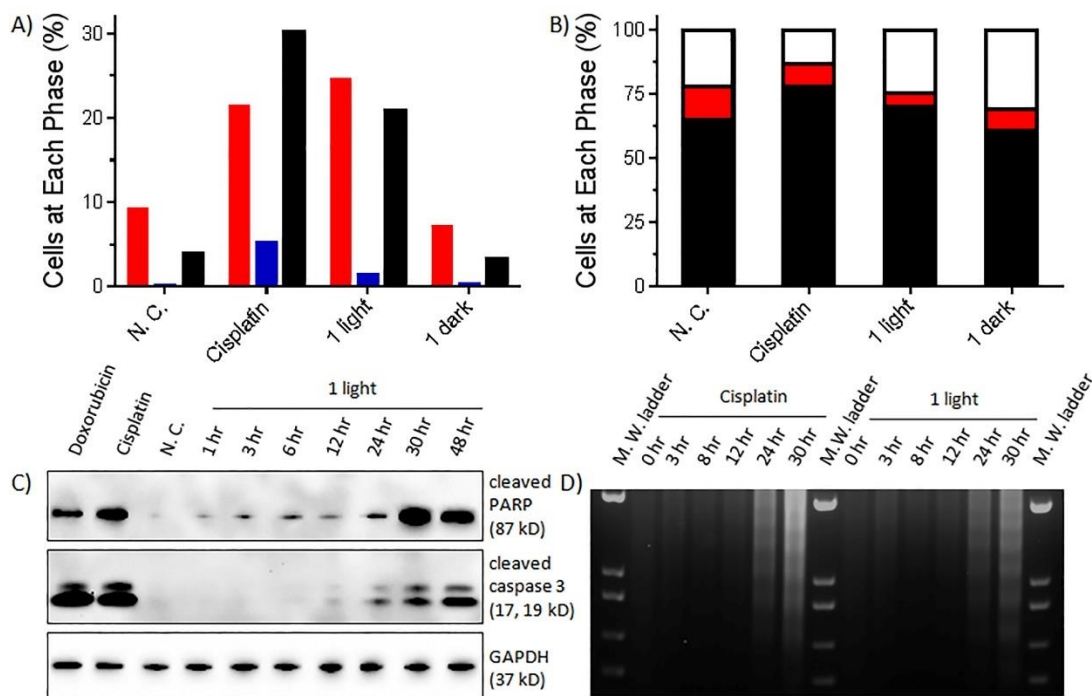 A)
Cells at Each Phase (%)
30
20
10
0
N. C.
Cisplatin
1 light
1 dark
B)
Cells at Each Phase (%)
100
75
50
25
0
N. C.
Cisplatin
1 light
1 dark
C)
Doxorubicin
Cisplatin
N. C.
1 light
1 hr
3 hr
6 hr
12 hr
24 hr
30 hr
48 hr
cleaved
PARP
(87 kD)
cleaved
caspase 3
(17, 19 kD)
GAPDH
(37 kD)
D)
M. W. ladder
Cisplatin
0 hr
3 hr
8 hr
12 hr
24 hr
30 hr
M. W. ladder
1 light
0 hr
3 hr
8 hr
12 hr
24 hr
30 hr
M. W. ladder